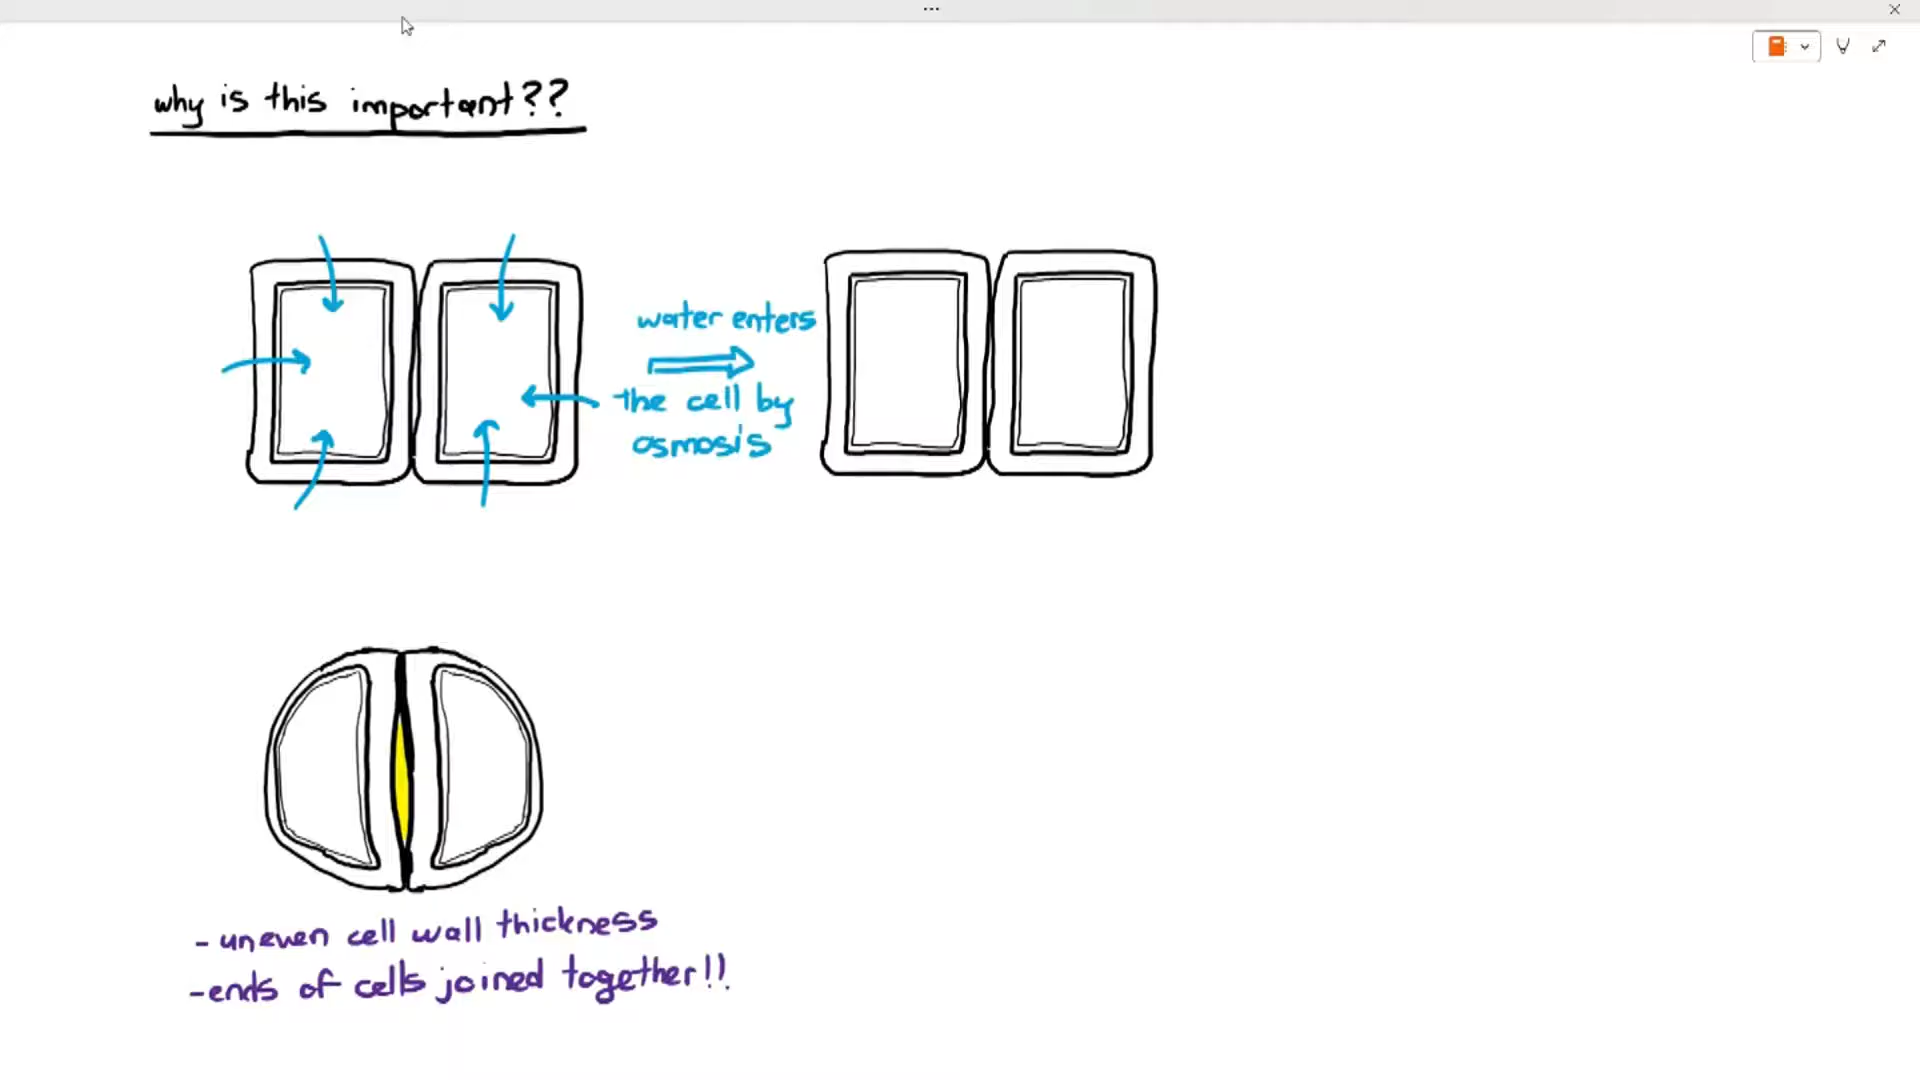 why is this important??
water enters
the cell by
osmosis
- uneven cell wall thickness
- ends of cells joined together!!